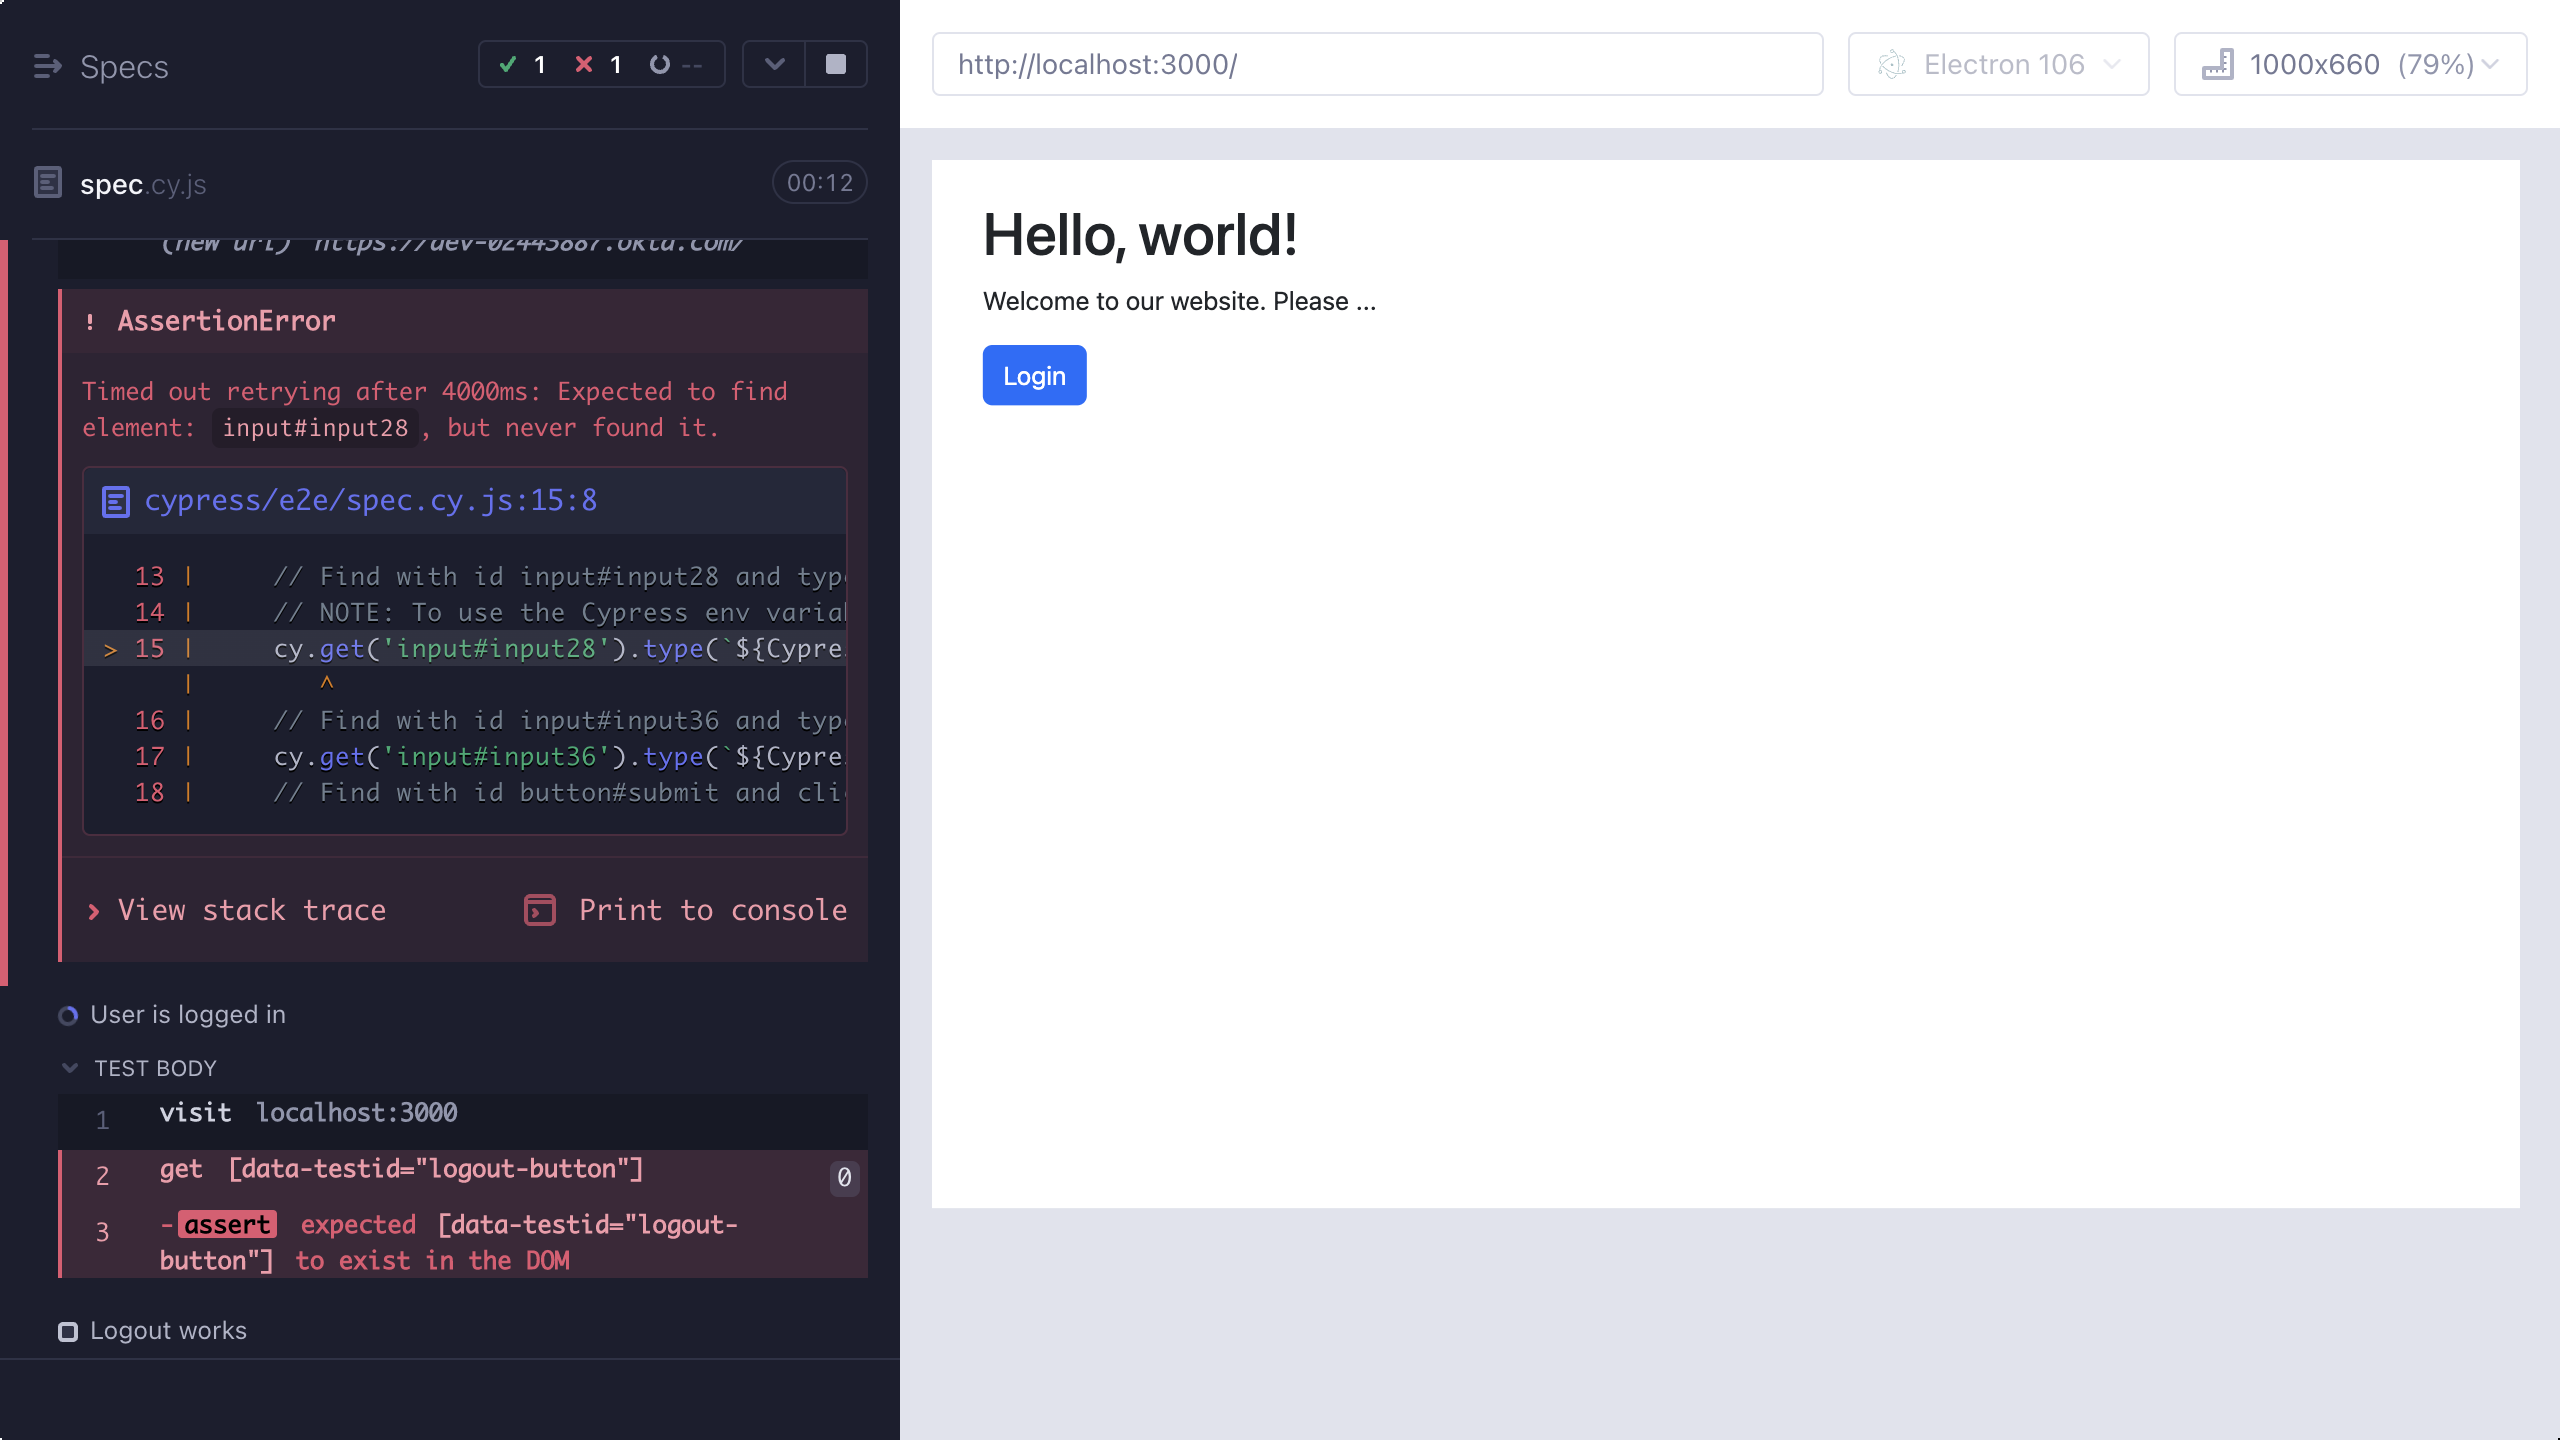 Specs
1 1 --
spec.cy.js
00:12
(new url) https://dev-02445887.okta.com/
! AssertionError
Timed out retrying after 4000ms: Expected to find
element: input#input28, but never found it.
cypress/e2e/spec.cy.js:15:8
13 | // Find with id input#input28 and typ
14 | // NOTE: To use the Cypress env varia
> 15 | cy.get('input#input28').type(`${Cypre
| ^
16 | // Find with id input#input36 and typ
17 | cy.get('input#input36').type(`${Cypre
18 | // Find with id button#submit and cli
View stack trace
Print to console
User is logged in
TEST BODY
1 visit localhost:3000
2 get [data-testid="logout-button"] 0
3 -assert expected [data-testid="logout-
button"] to exist in the DOM
Logout works
http://localhost:3000/
Electron 106
1000x660 (79%)
Hello, world!
Welcome to our website. Please ...
Login